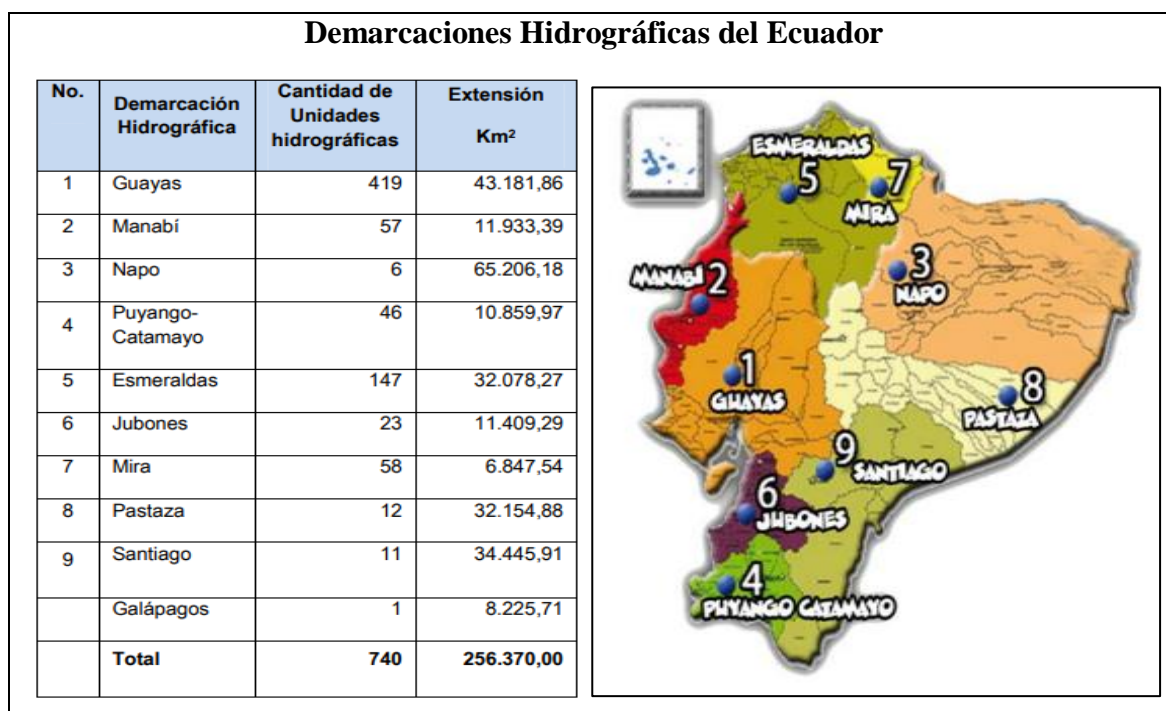 Demarcaciones Hidrográficas del Ecuador
No. Demarcación Hidrográfica Cantidad de Unidades hidrográficas Extensión Km²
1 Guayas 419 43.181,86
2 Manabí 57 11.933,39
3 Napo 6 65.206,18
4 Puyango-Catamayo 46 10.859,97
5 Esmeraldas 147 32.078,27
6 Jubones 23 11.409,29
7 Mira 58 6.847,54
8 Pastaza 12 32.154,88
9 Santiago 11 34.445,91
Galápagos 1 8.225,71
Total 740 256.370,00
ESMERALDAS
5
7
MIRA
3
NAPO
MANABÍ 2
1
GUAYAS
8
PASTAZA
9
SANTIAGO
6
JUBONES
4
PUYANGO CATAMAYO